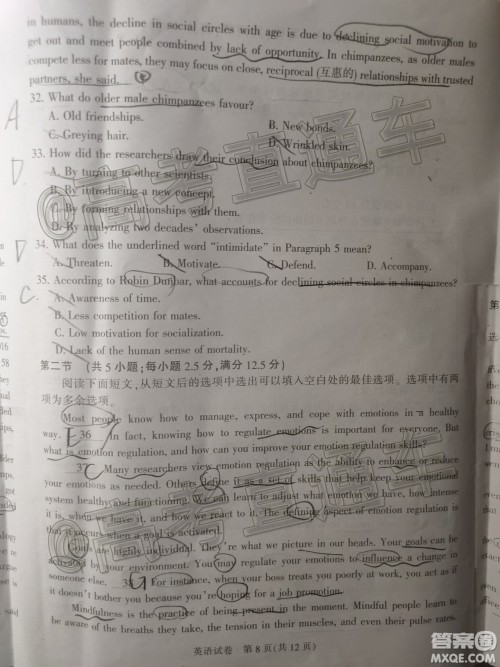 in humans, the decline in social circles with age is due to declining social motivation to
get out and meet people combined by lack of opportunity. In chimpanzees, as older males
compete less for mates, they may focus on close, reciprocal (互惠的) relationships with trusted
partners, she said.
32. What do older male chimpanzees favour?
A
A. Old friendships.
B. New bonds.
C. Greying hair.
D. Wrinkled skin.
33. How did the researchers draw their conclusion about chimpanzees?
D
A. By turning to other scientists.
B. By introducing a new concept.
C. By forming relationships with them.
D. By analyzing two decades' observations.
34. What does the underlined word "intimidate" in Paragraph 5 mean?
D
A. Threaten.
B. Motivate.
C. Defend.
D. Accompany.
35. According to Robin Dunbar, what accounts for declining social circles in chimpanzees?
C
A. Awareness of time.
B. Less competition for mates.
C. Low motivation for socialization.
D. Lack of the human sense of mortality.
第二节 (共5小题;每小题2.5分,满分12.5分)
阅读下面短文,从短文后的选项中选出可以填入空白处的最佳选项。选项中有两
项为多余选项。
Most people know how to manage, express, and cope with emotions in a healthy
way. E 36 In fact, knowing how to regulate emotions is important for everyone. But
what is emotion regulation, and how can you improve your emotion regulation skills?
37 C Many researchers view emotion regulation as the ability to enhance or reduce
your emotions as needed. Others define it as a set of skills that help keep your emotional
system healthy and functioning. We can learn to adjust what emotion we have, how intense
it is, when we have it, and how we react to it. The defining aspect of emotion regulation is
that it occurs when a goal is activated.
Goals are highly individual. They're what we picture in our heads. Your goals can be
activated by your environment. You may regulate your emotions to influence a change in
someone else. 38 G For instance, when your boss treats you poorly at work, you act as if
it doesn't bother you because you're hoping for a job promotion.
Mindfulness is the practice of being present in the moment. Mindful people learn to
be aware of the breaths they take, the tension in their muscles, and even their pulse rates.
英语试卷 第8页(共12页)
@高考直通车
@高考直通车
答案圈
MXQE.COM